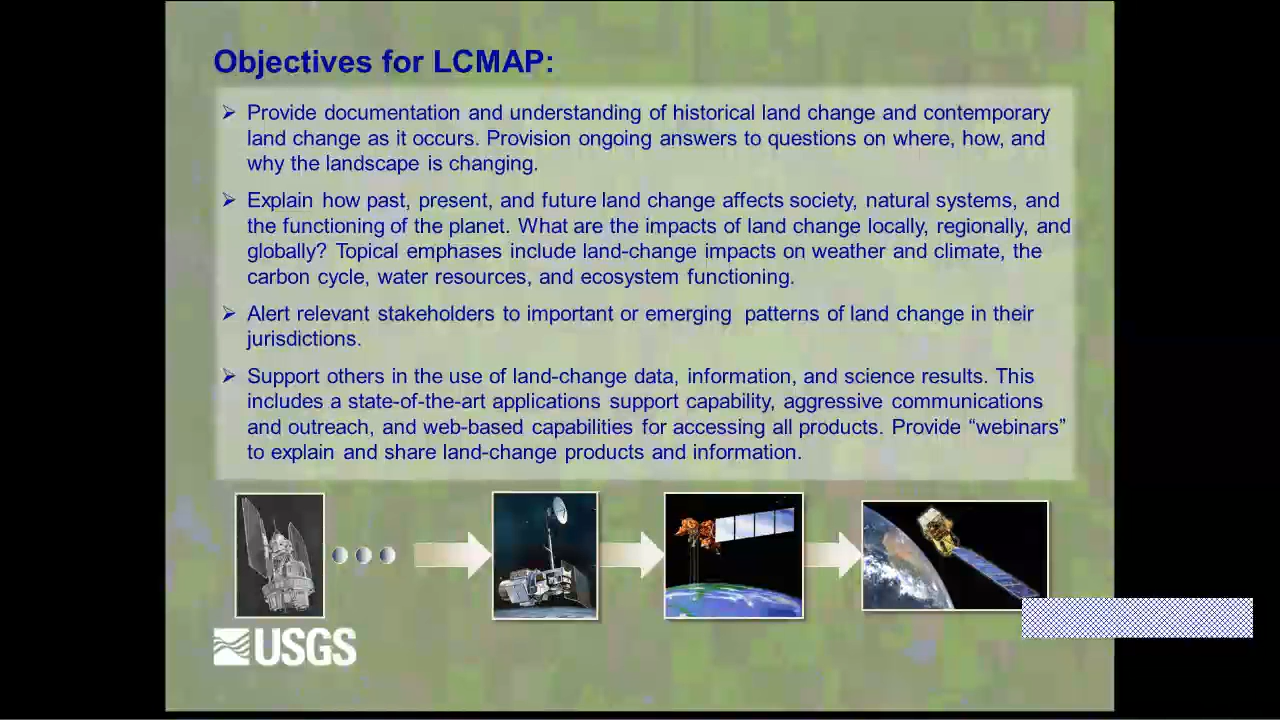 Objectives for LCMAP:
➢ Provide documentation and understanding of historical land change and contemporary
land change as it occurs. Provision ongoing answers to questions on where, how, and
why the landscape is changing.
➢ Explain how past, present, and future land change affects society, natural systems, and
the functioning of the planet. What are the impacts of land change locally, regionally, and
globally? Topical emphases include land-change impacts on weather and climate, the
carbon cycle, water resources, and ecosystem functioning.
➢ Alert relevant stakeholders to important or emerging patterns of land change in their
jurisdictions.
➢ Support others in the use of land-change data, information, and science results. This
includes a state-of-the-art applications support capability, aggressive communications
and outreach, and web-based capabilities for accessing all products. Provide “webinars”
to explain and share land-change products and information.
USGS